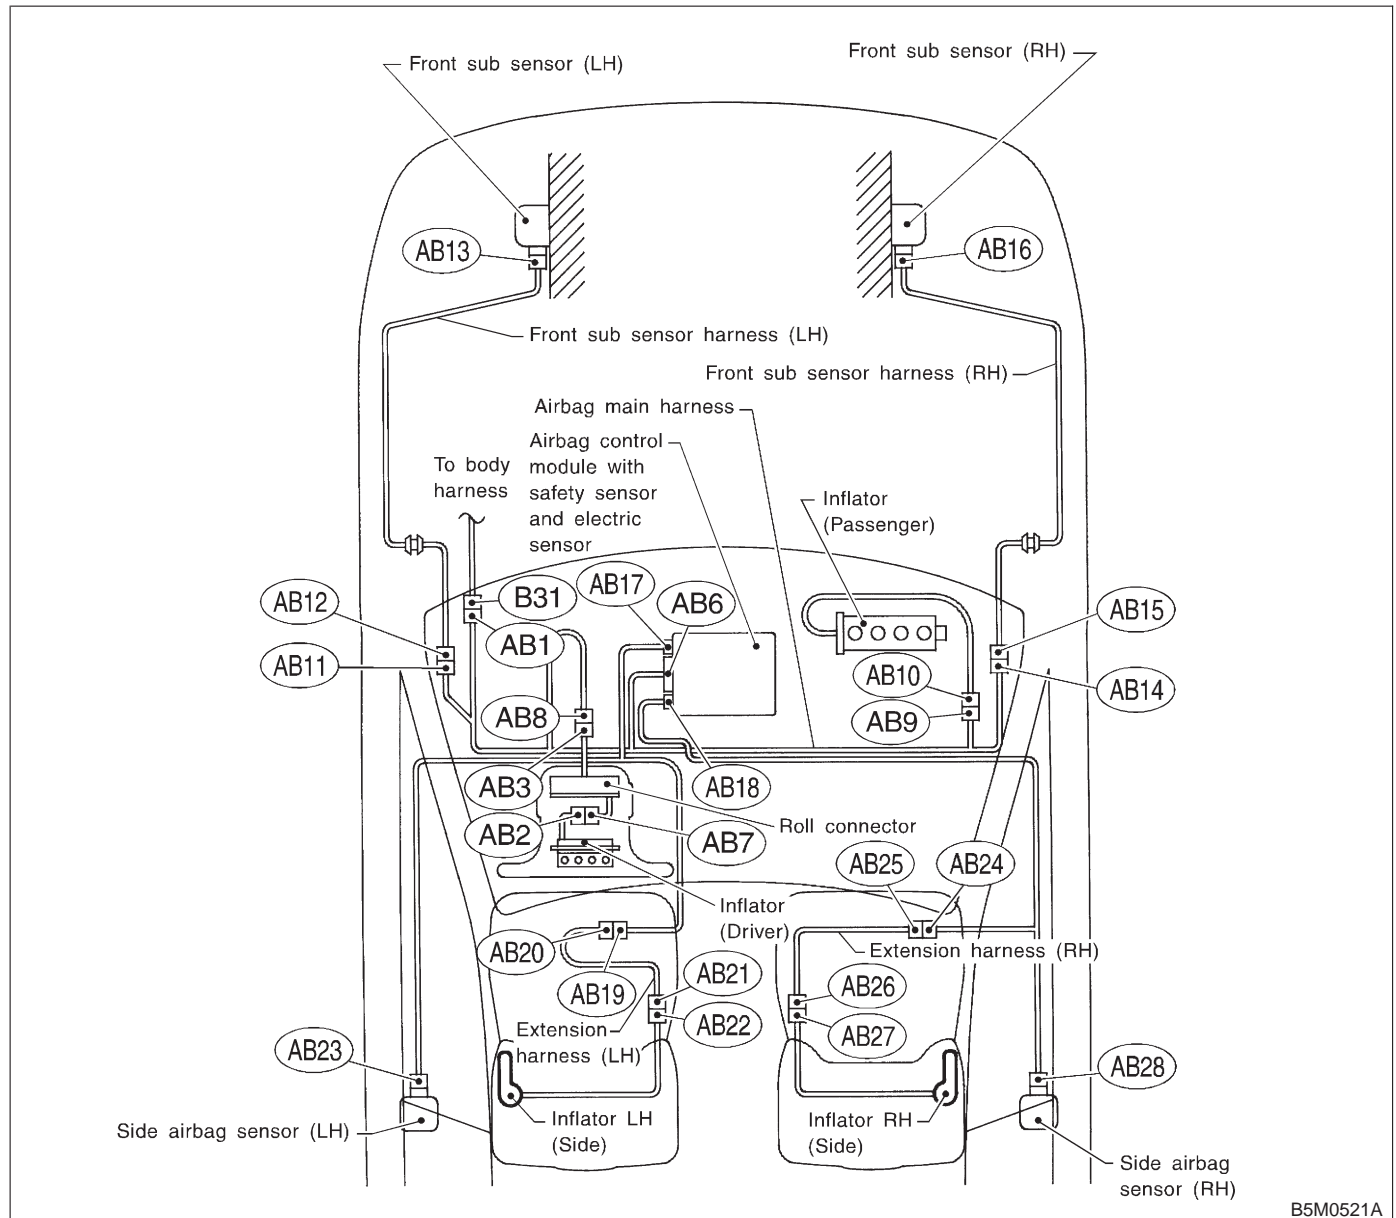 Front sub sensor (LH)
Front sub sensor (RH)
AB13
AB16
Front sub sensor harness (LH)
Front sub sensor harness (RH)
Airbag main harness
Airbag control
module with
safety sensor
and electric
sensor
To body
harness
Inflator
(Passenger)
AB17
AB6
B31
AB12
AB1
AB11
AB15
AB10
AB14
AB8
AB9
AB3
AB18
AB2
AB7
Roll connector
AB25
AB24
Inflator
(Driver)
AB20
AB19
Extension harness (RH)
AB21
AB22
AB26
AB27
Extension
harness (LH)
AB23
AB28
Inflator LH
(Side)
Inflator RH
(Side)
Side airbag sensor (LH)
Side airbag
sensor (RH)
B5M0521A